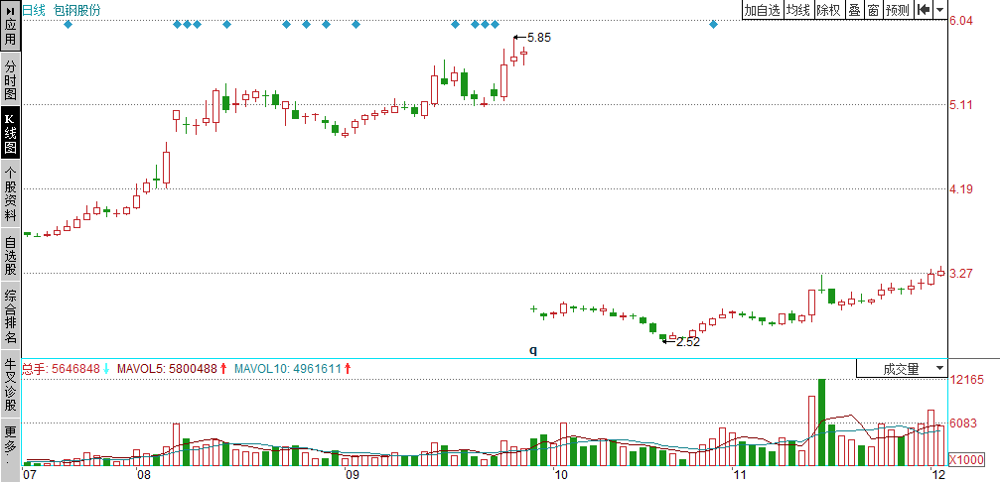 应用
分时图
K线图
个股资料
自选股
综合排名
牛叉诊股
更多
日线 包钢股份
加自选 均线 除权 叠 窗 预测
6.04
5.85
5.11
4.19
3.27
2.52
q
总手: 5646848 MAVOL5: 5800488 MAVOL10: 4961611
成交量
12165
6083
X1000
07 08 09 10 11 12